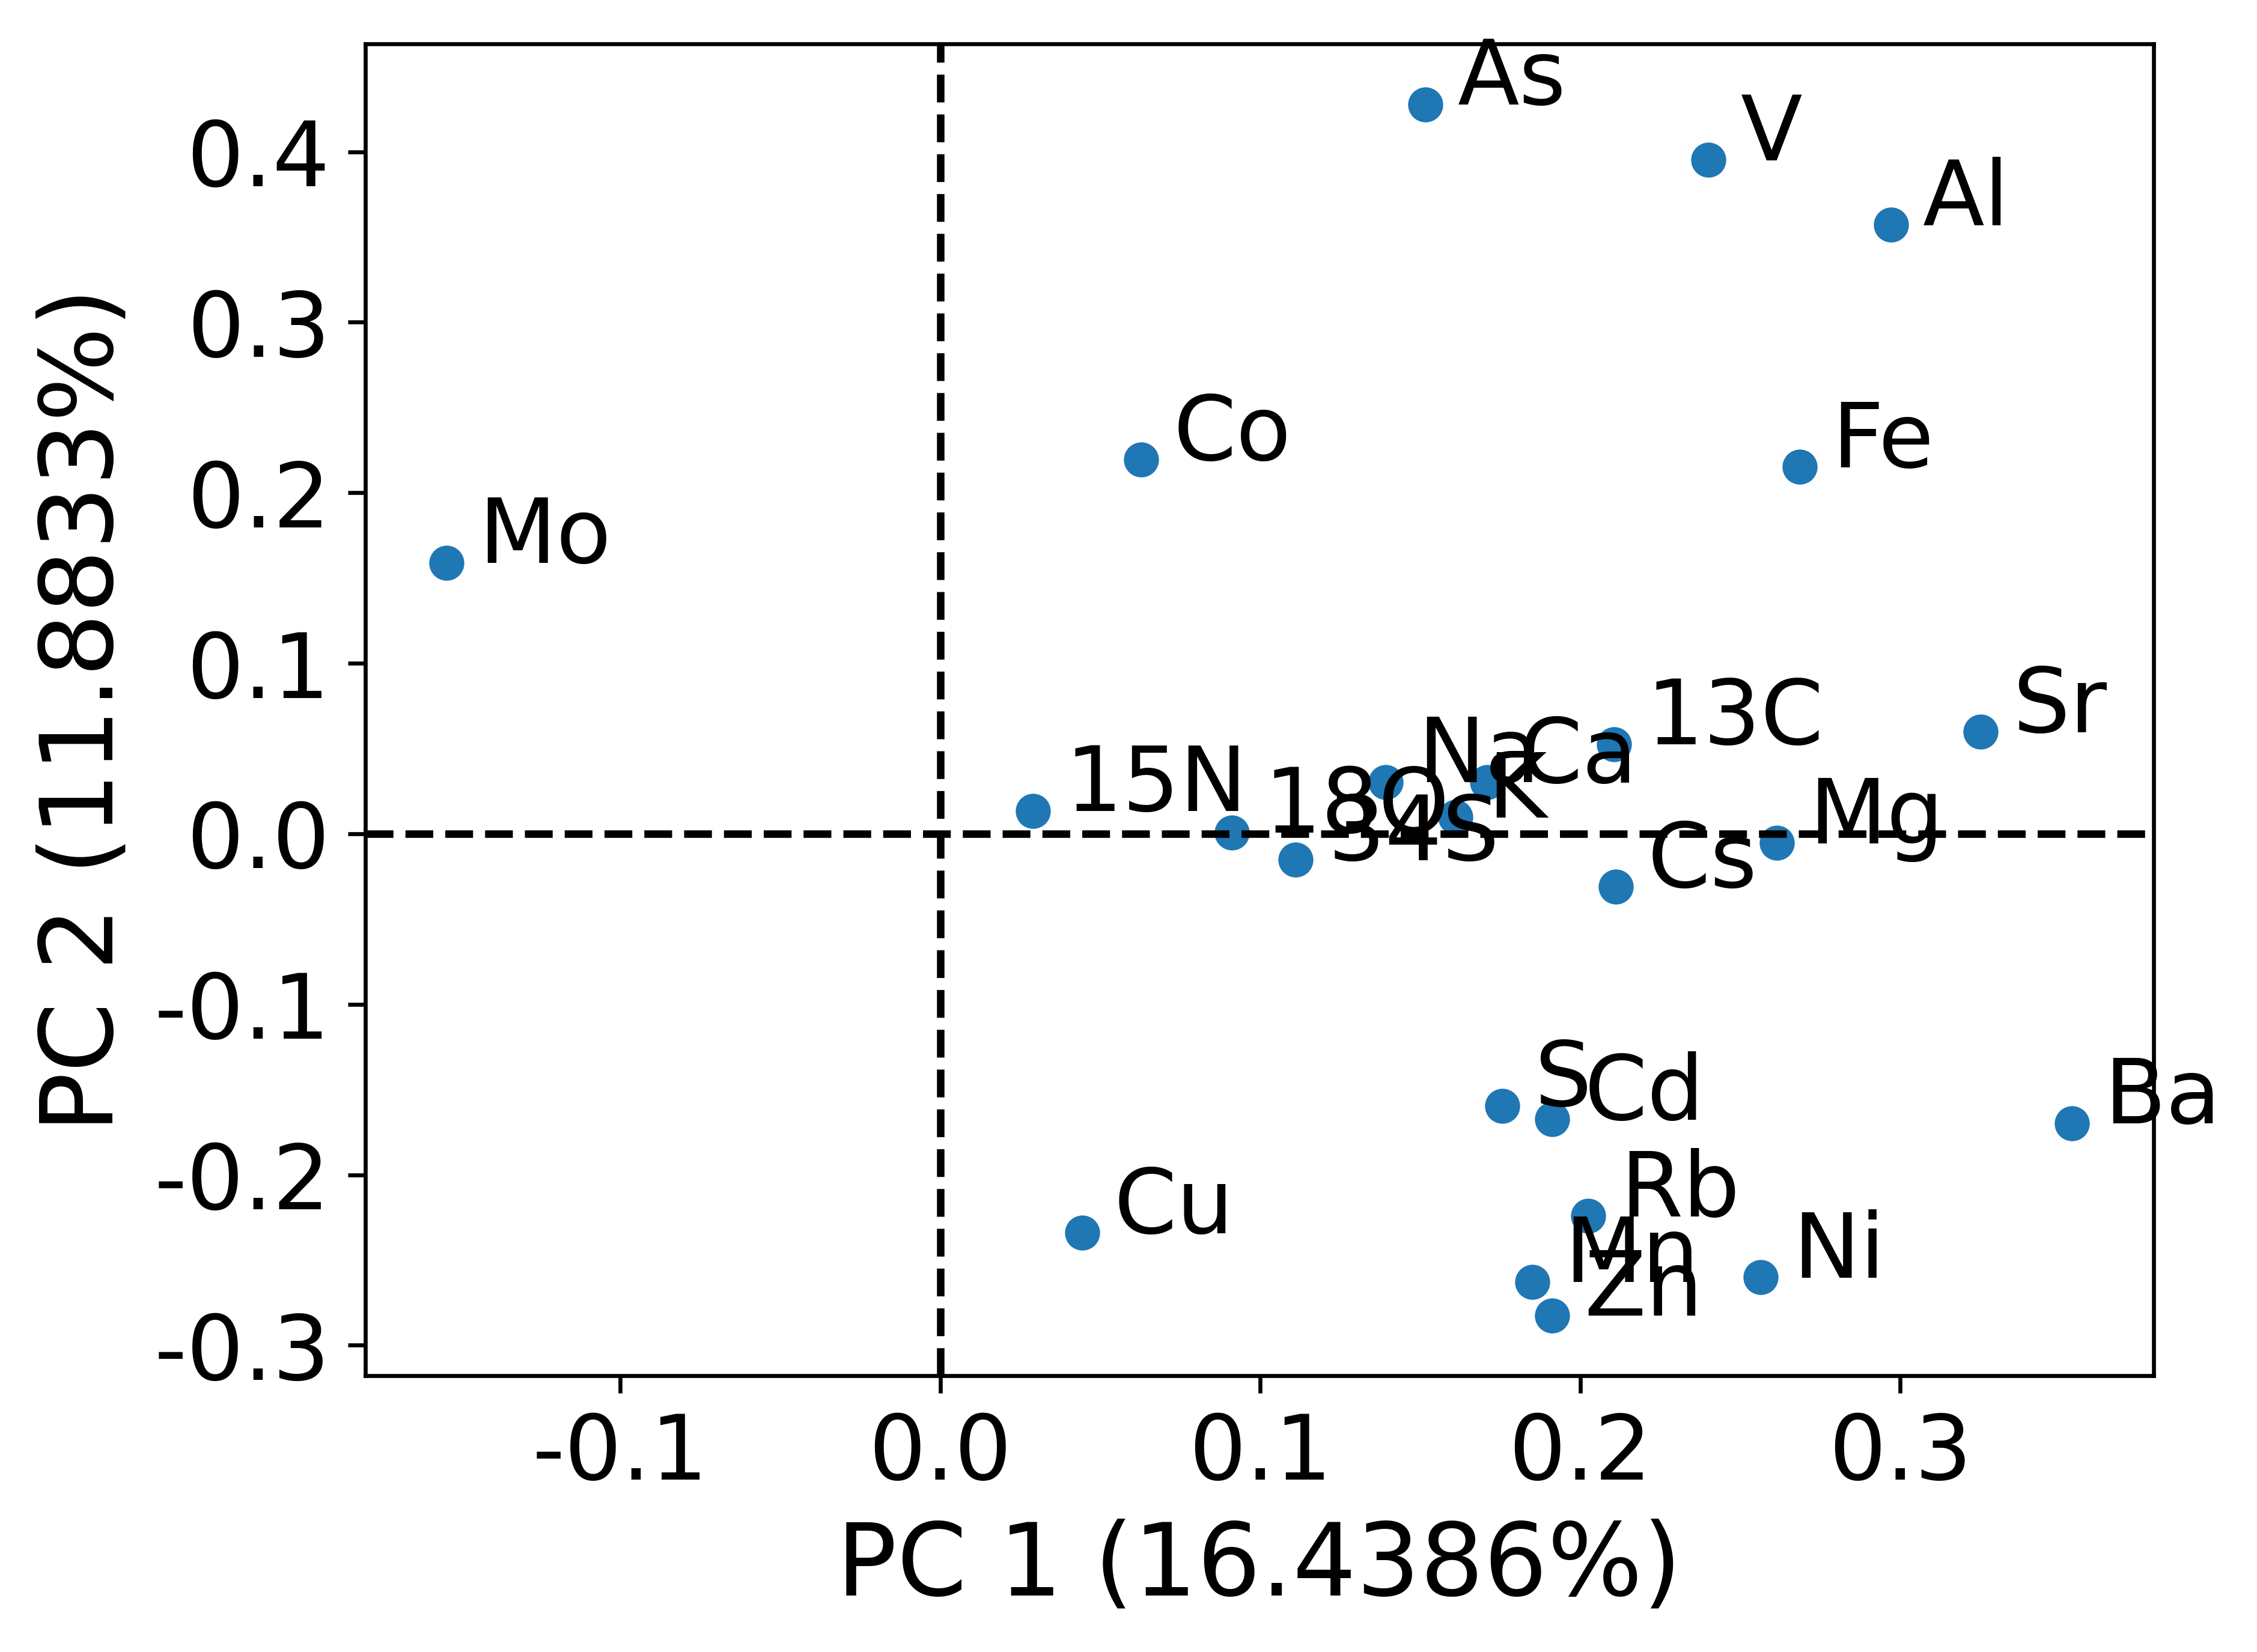 As
V
0.4
Al
0.3
Co
Fe
0.2
Mo
0.1
Sr
13C
Na
Ca
15N
K
18O
Mg
0.0
34S
Cs
-0.1
S
Cd
Ba
-0.2
Rb
Cu
Mn
Ni
Zn
-0.3
PC 2 (11.8833%)
-0.1 0.0 0.1 0.2 0.3
PC 1 (16.4386%)